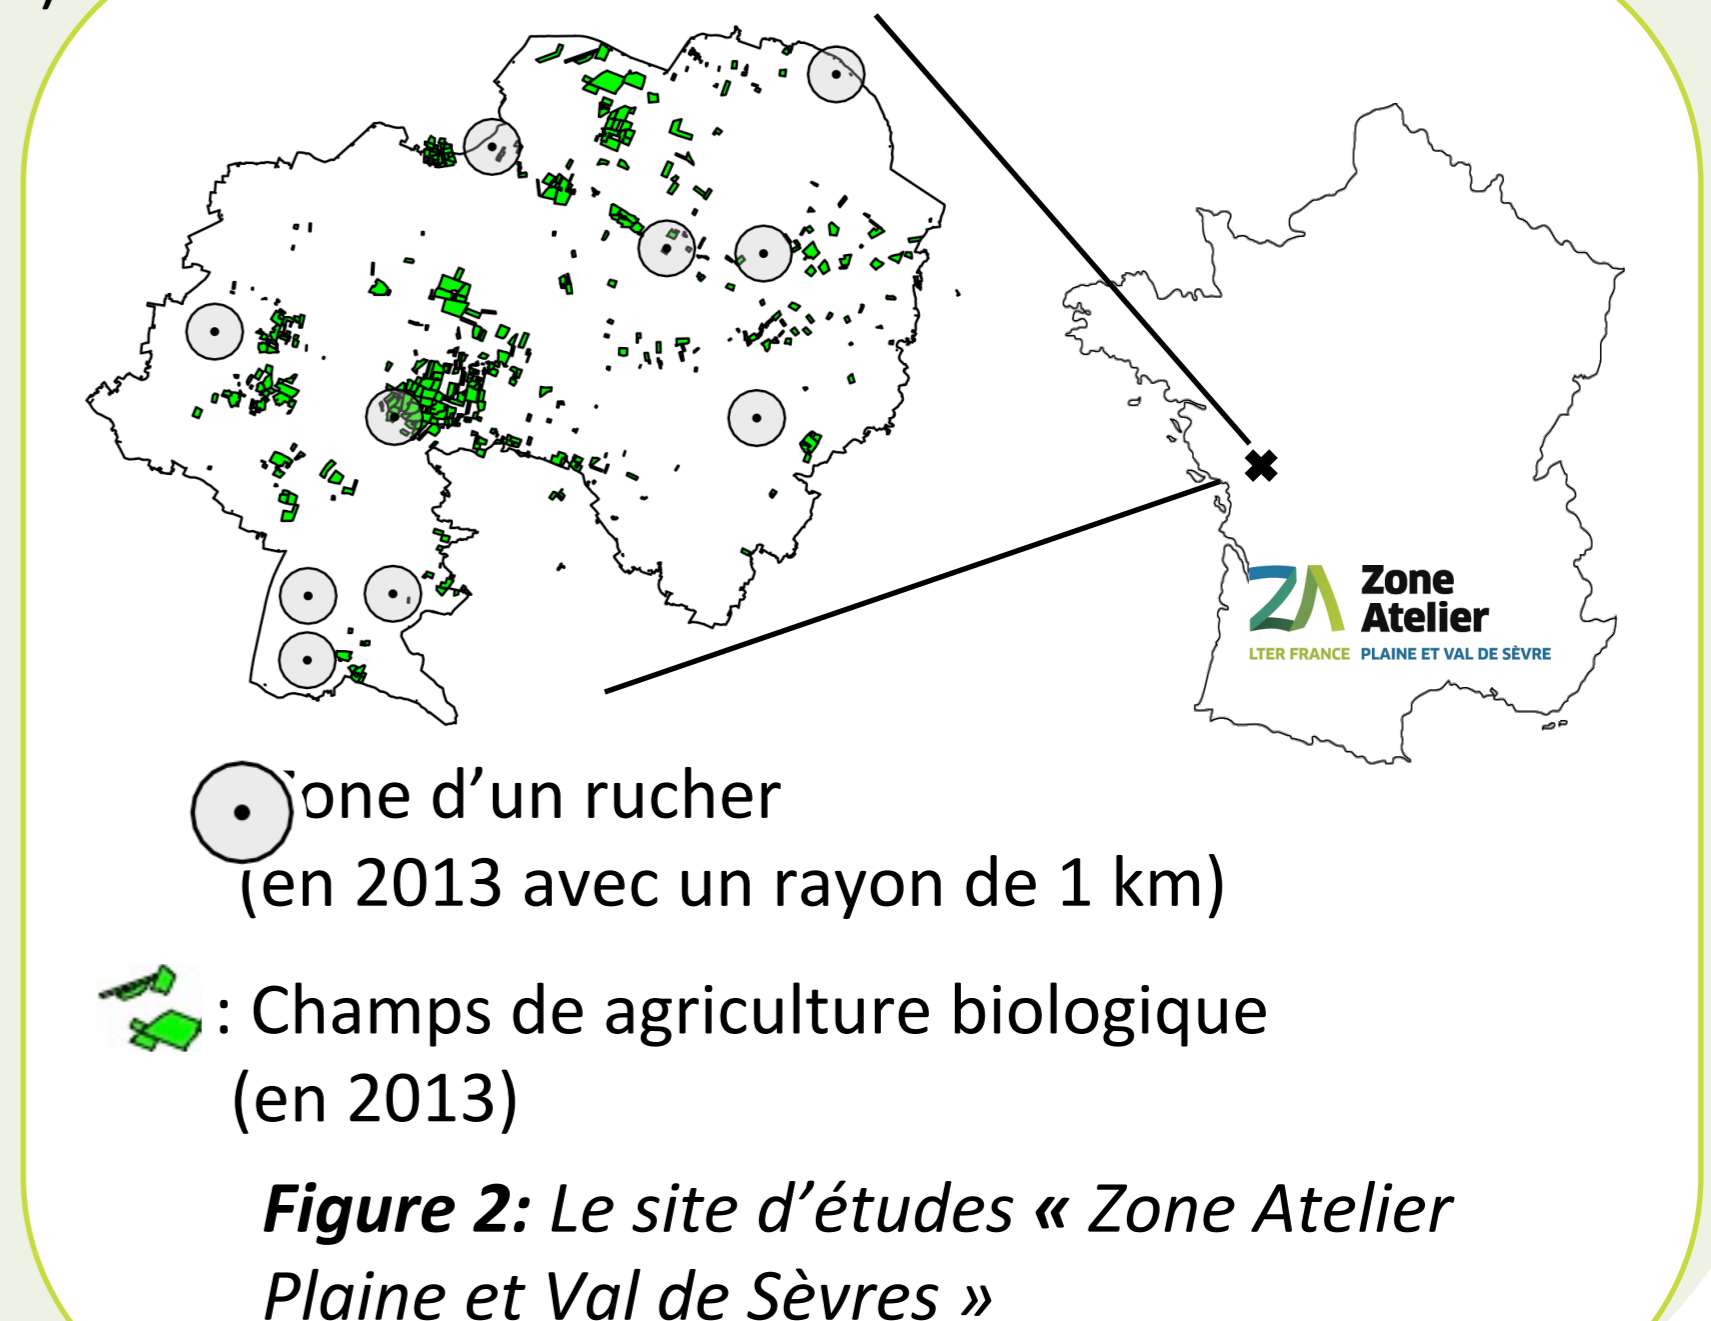 Zone
Atelier
LTER FRANCE PLAINE ET VAL DE SÈVRE
one d’un rucher
(en 2013 avec un rayon de 1 km)
: Champs de agriculture biologique
(en 2013)
Figure 2: Le site d’études « Zone Atelier
Plaine et Val de Sèvres »